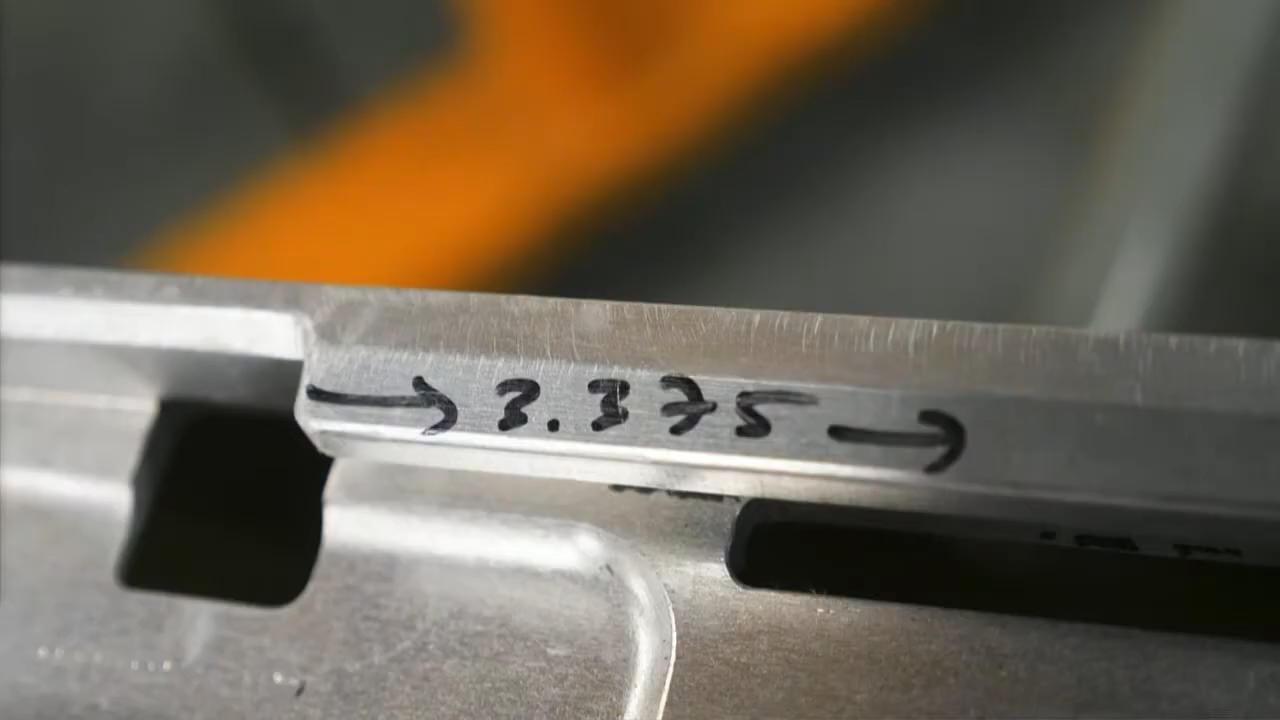 → 3.375 →